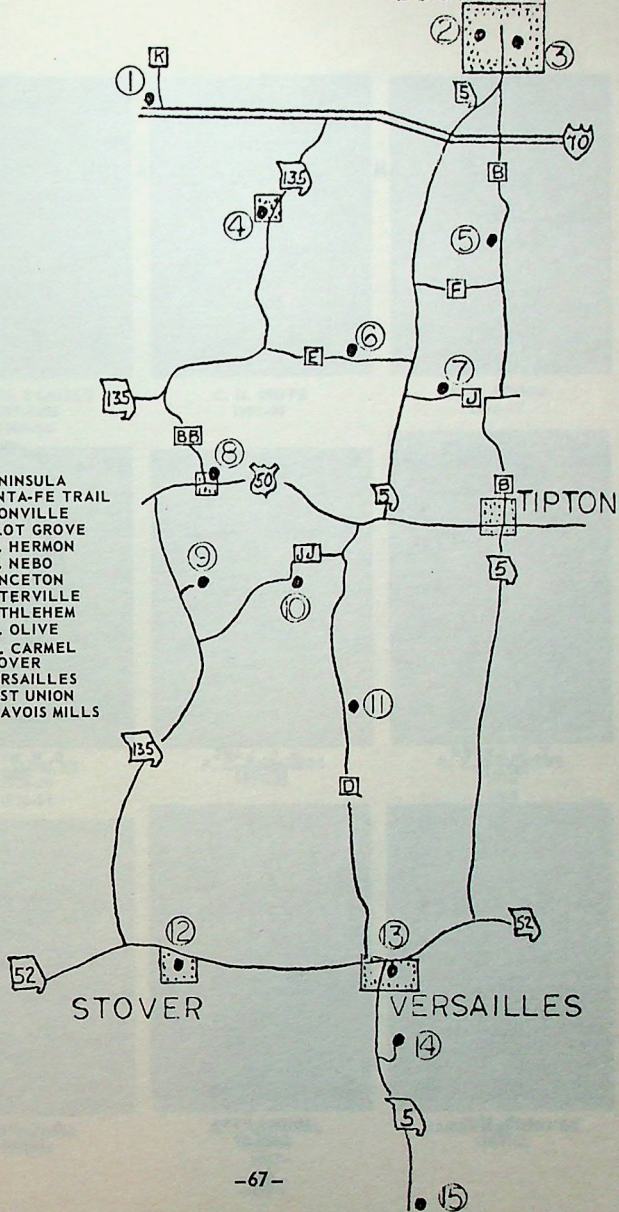 2
3
K
1
5
70
135
B
4
5
F
6
E
7
J
135
BB
8
50
5
B
TIPTON
NINSULA
NTA-FE TRAIL
ONVILLE
LOT GROVE
. HERMON
. NEBO
NCETON
TERVILLE
THLEHEM
. OLIVE
. CARMEL
OVER
RSAILLES
ST UNION
AVOIS MILLS
JJ
5
9
10
11
135
D
12
13
52
52
STOVER
VERSAILLES
14
5
-67-
15